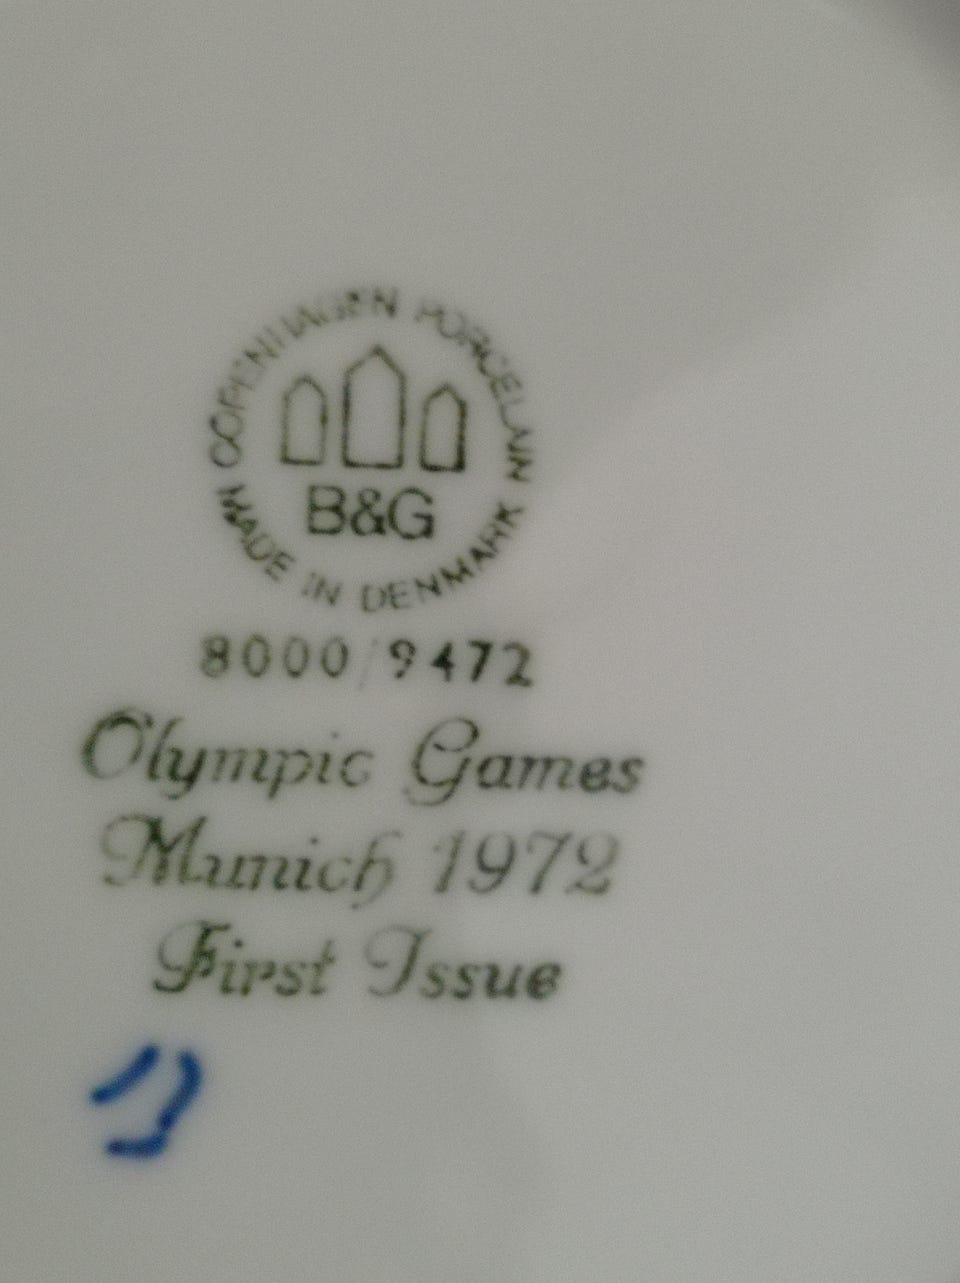 COPENHAGEN PORCELAIN
B&G
MADE IN DENMARK
8000/9472
Olympic Games
Munich 1972
First Issue